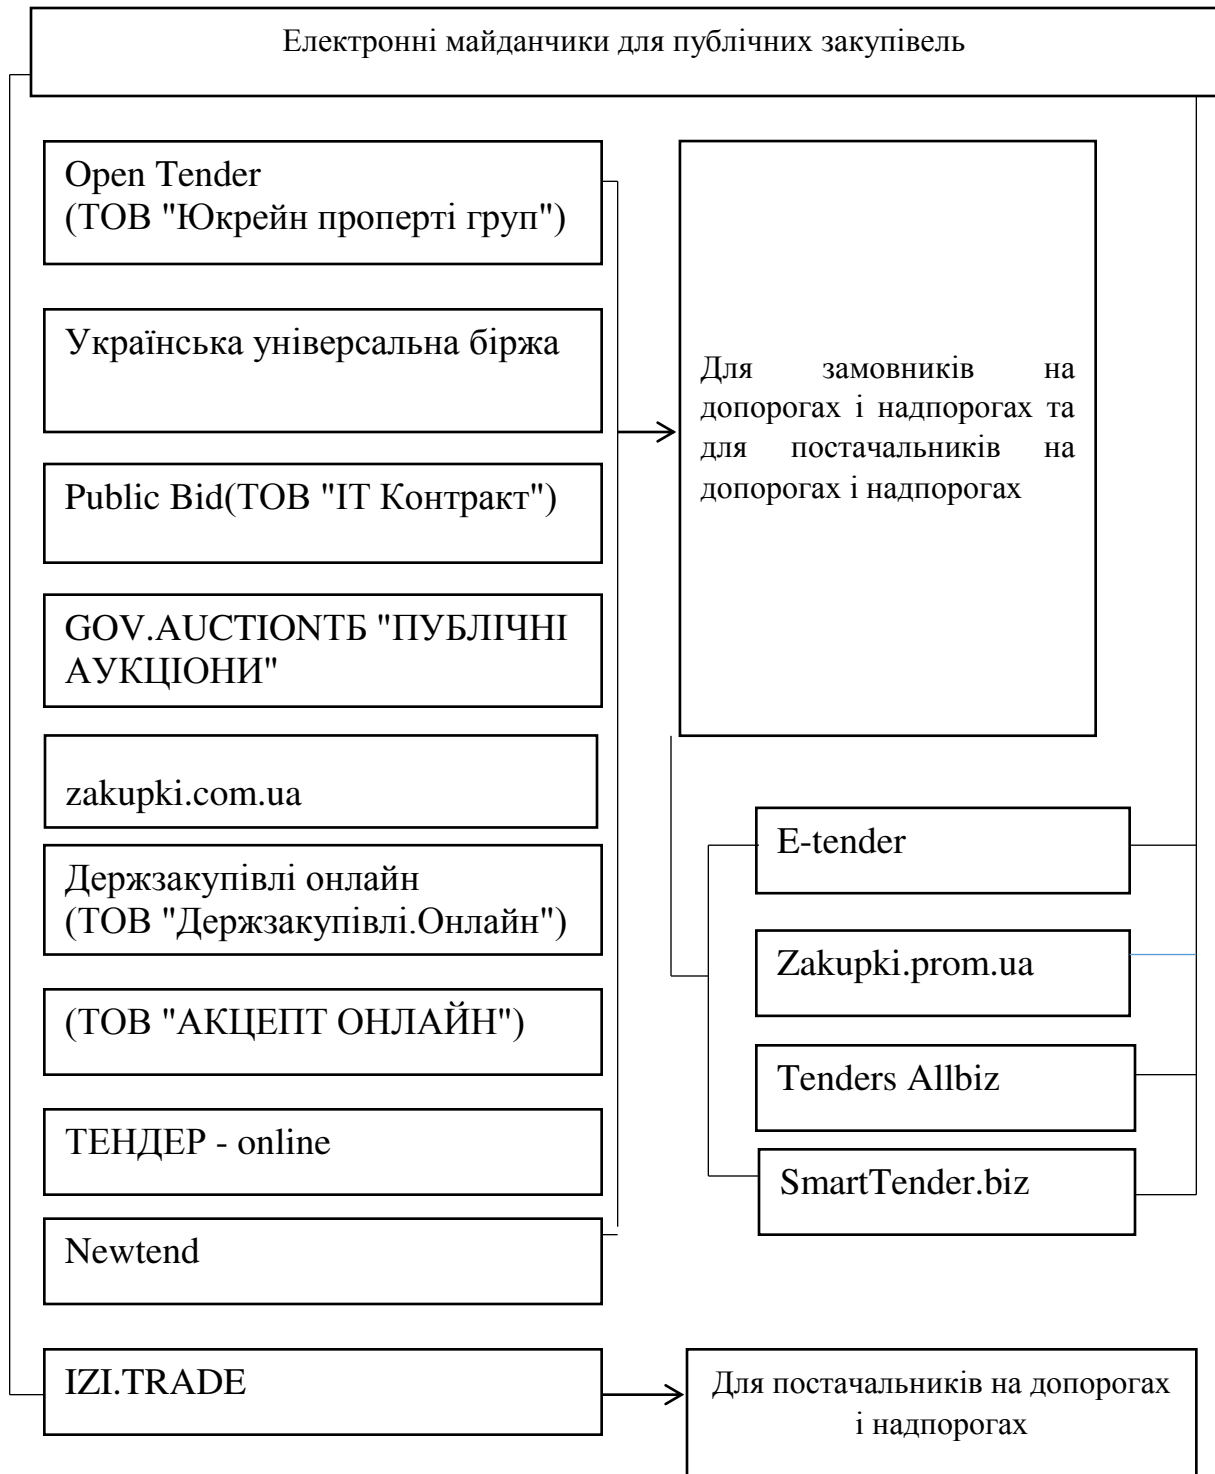 Електронні майданчики для публічних закупівель
Open Tender
(ТОВ "Юкрейн проперті груп")
Українська універсальна біржа
Public Bid(ТОВ "ІТ Контракт")
GOV.AUCTIONТБ "ПУБЛІЧНІ
АУКЦІОНИ"
zakupki.com.ua
Держзакупівлі онлайн
(ТОВ "Держзакупівлі.Онлайн")
(ТОВ "АКЦЕПТ ОНЛАЙН")
ТЕНДЕР - online
Newtend
IZI.TRADE
Для замовників на
допорогах і надпорогах та
для постачальників на
допорогах і надпорогах
E-tender
Zakupki.prom.ua
Tenders Allbiz
SmartTender.biz
Для постачальників на допорогах
і надпорогах